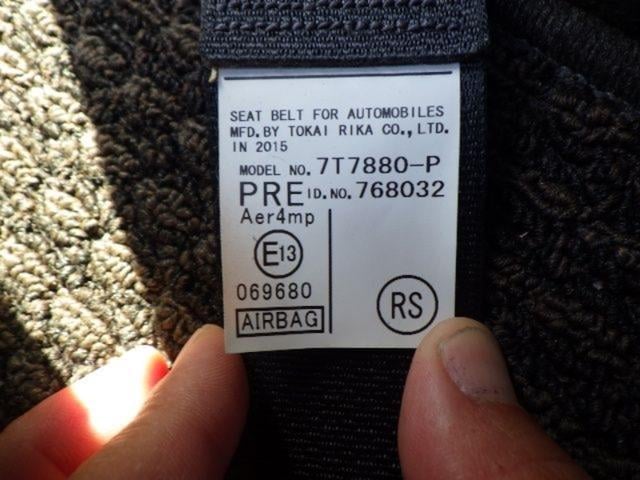 SEAT BELT FOR AUTOMOBILES
MFD.BY TOKAI RIKA CO.,LTD.
IN 2015
MODEL NO. 7T7880-P
PRE I D. NO. 768032
Aer4mp
E13
069680
AIRBAG
RS